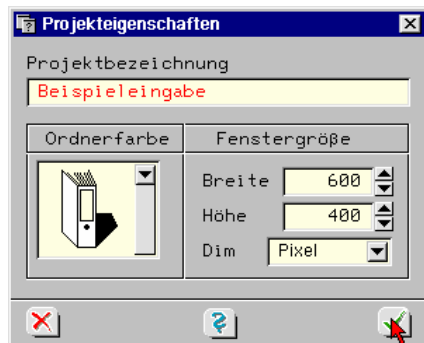 Projekteigenschaften
Projektbezeichnung
Beispieleingabe
Ordnerfarbe
Fenstergröße
Breite 600
Höhe 400
Dim Pixel